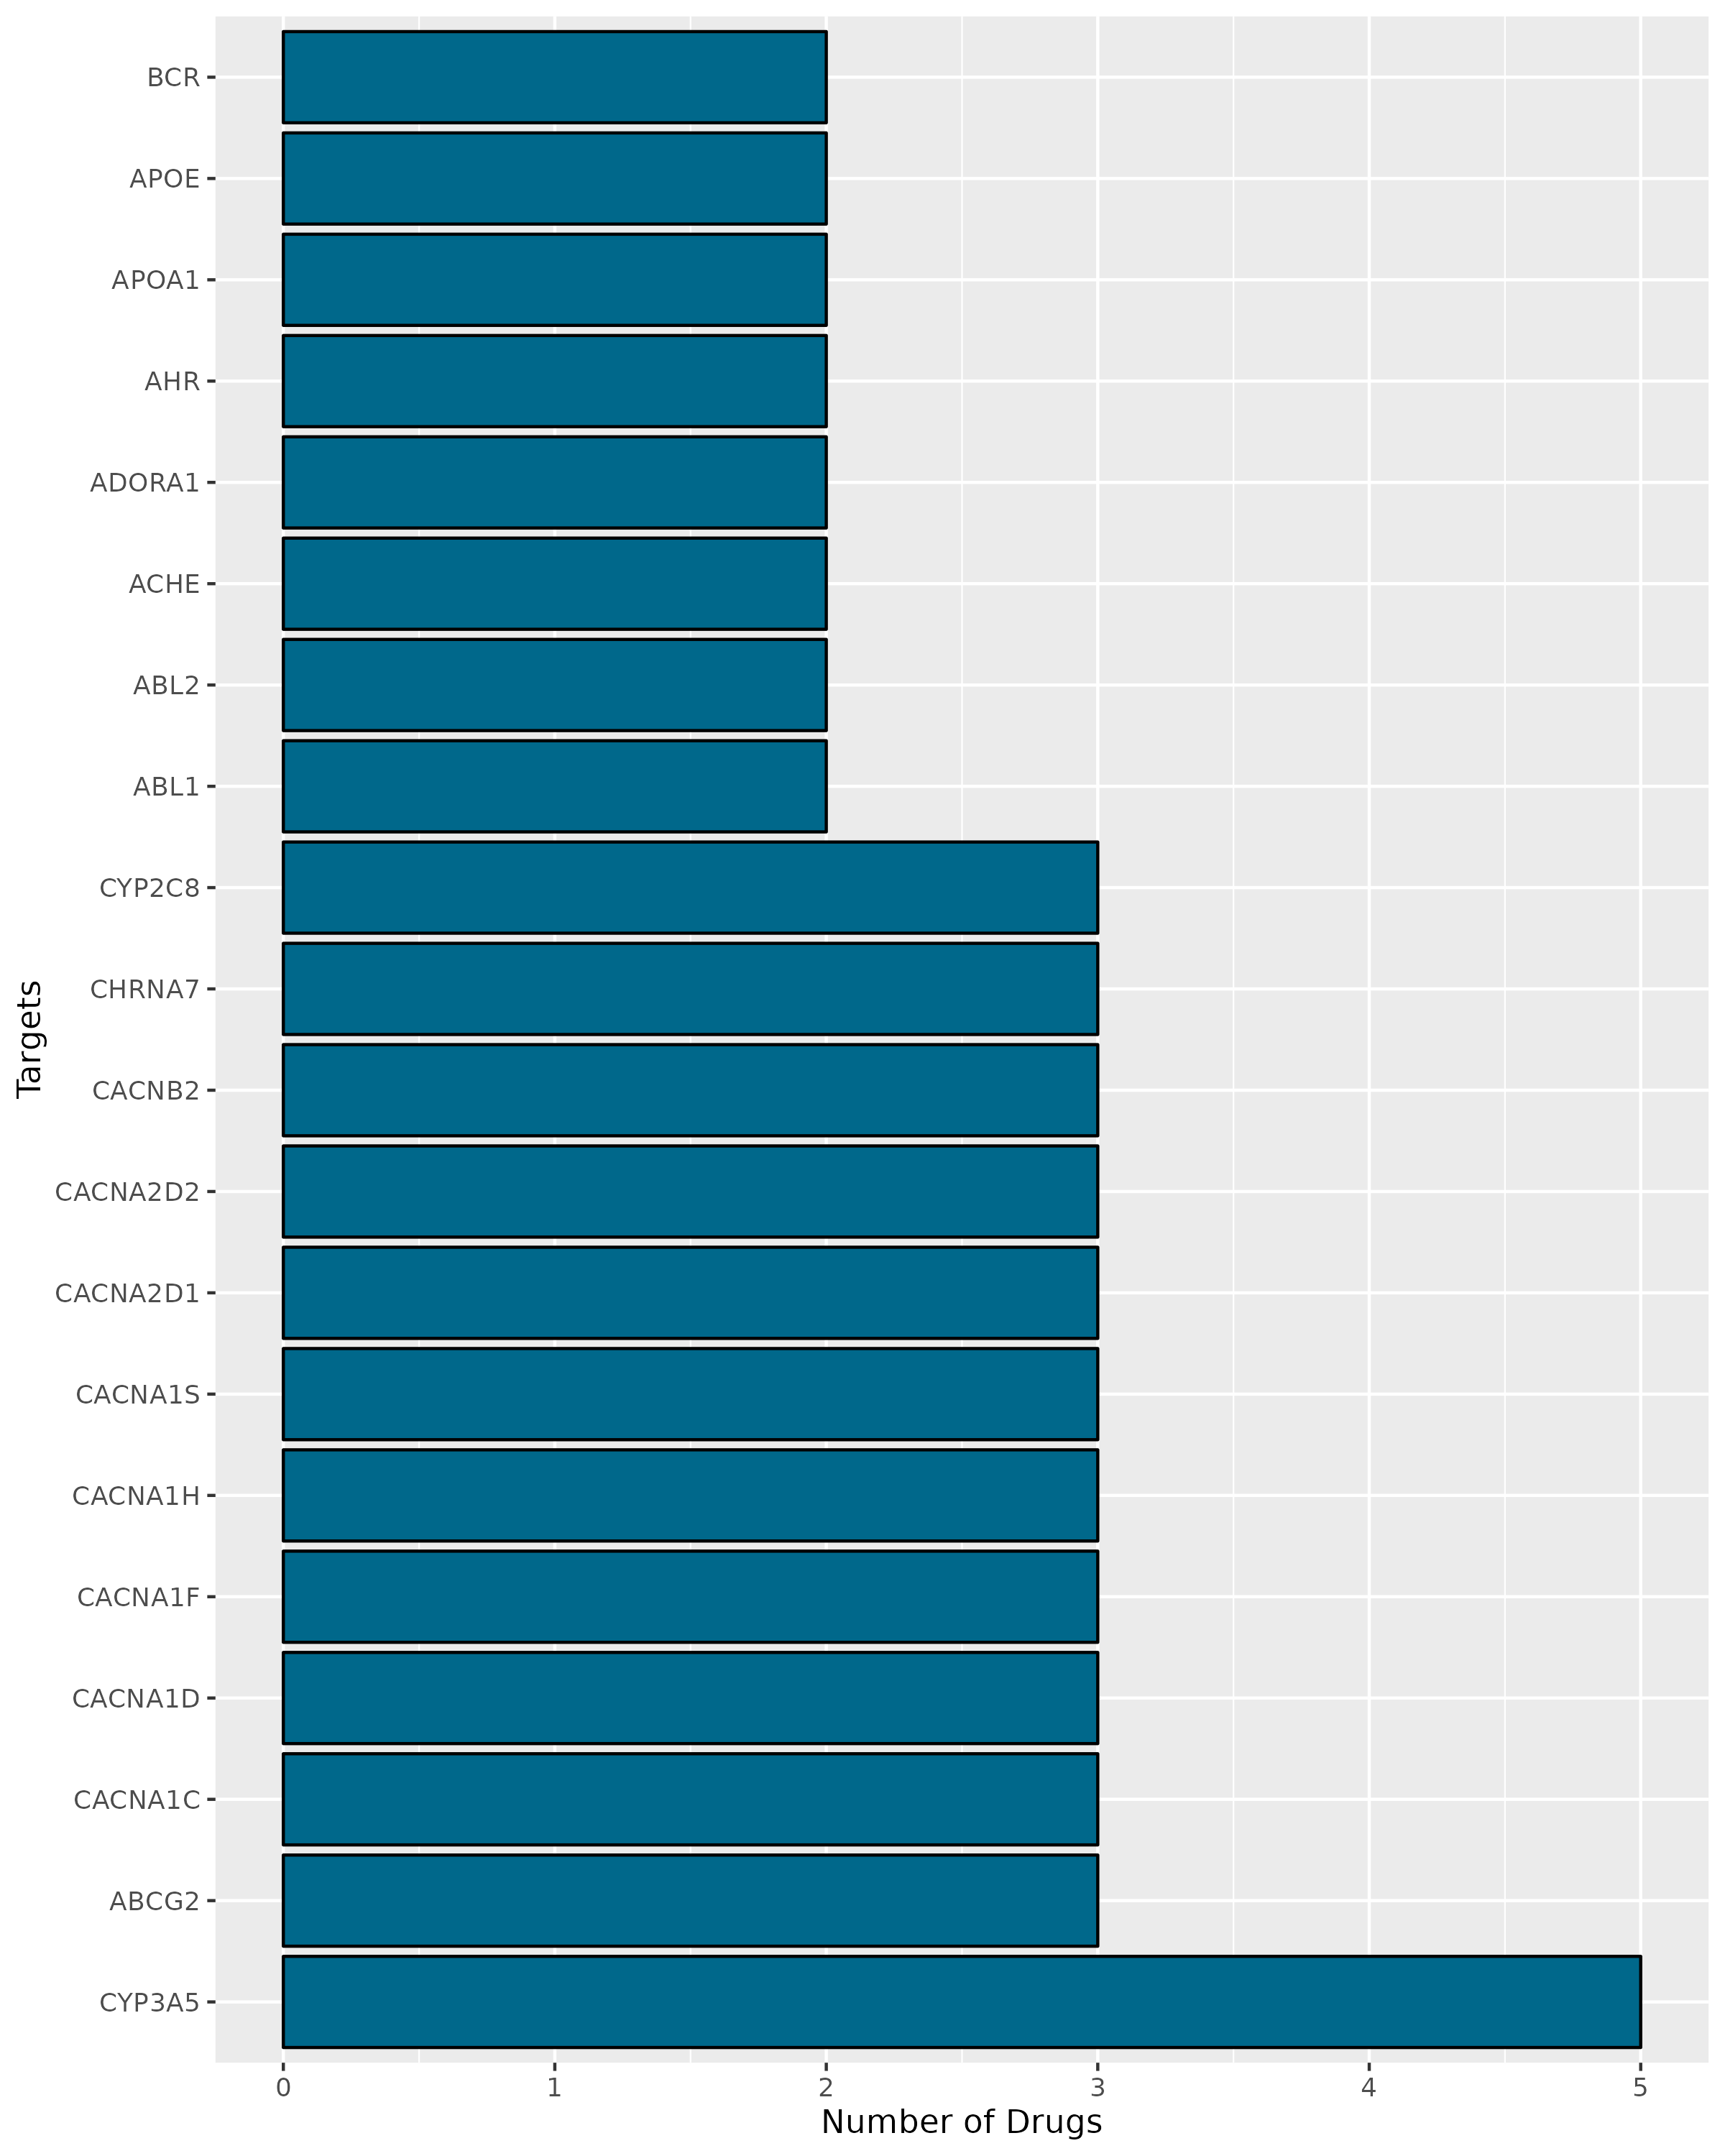 BCR
APOE
APOA1
AHR
ADORA1
ACHE
ABL2
ABL1
CYP2C8
CHRNA7
CACNB2
CACNA2D2
CACNA2D1
CACNA1S
CACNA1H
CACNA1F
CACNA1D
CACNA1C
ABCG2
CYP3A5
Targets
0 1 2 3 4 5
Number of Drugs